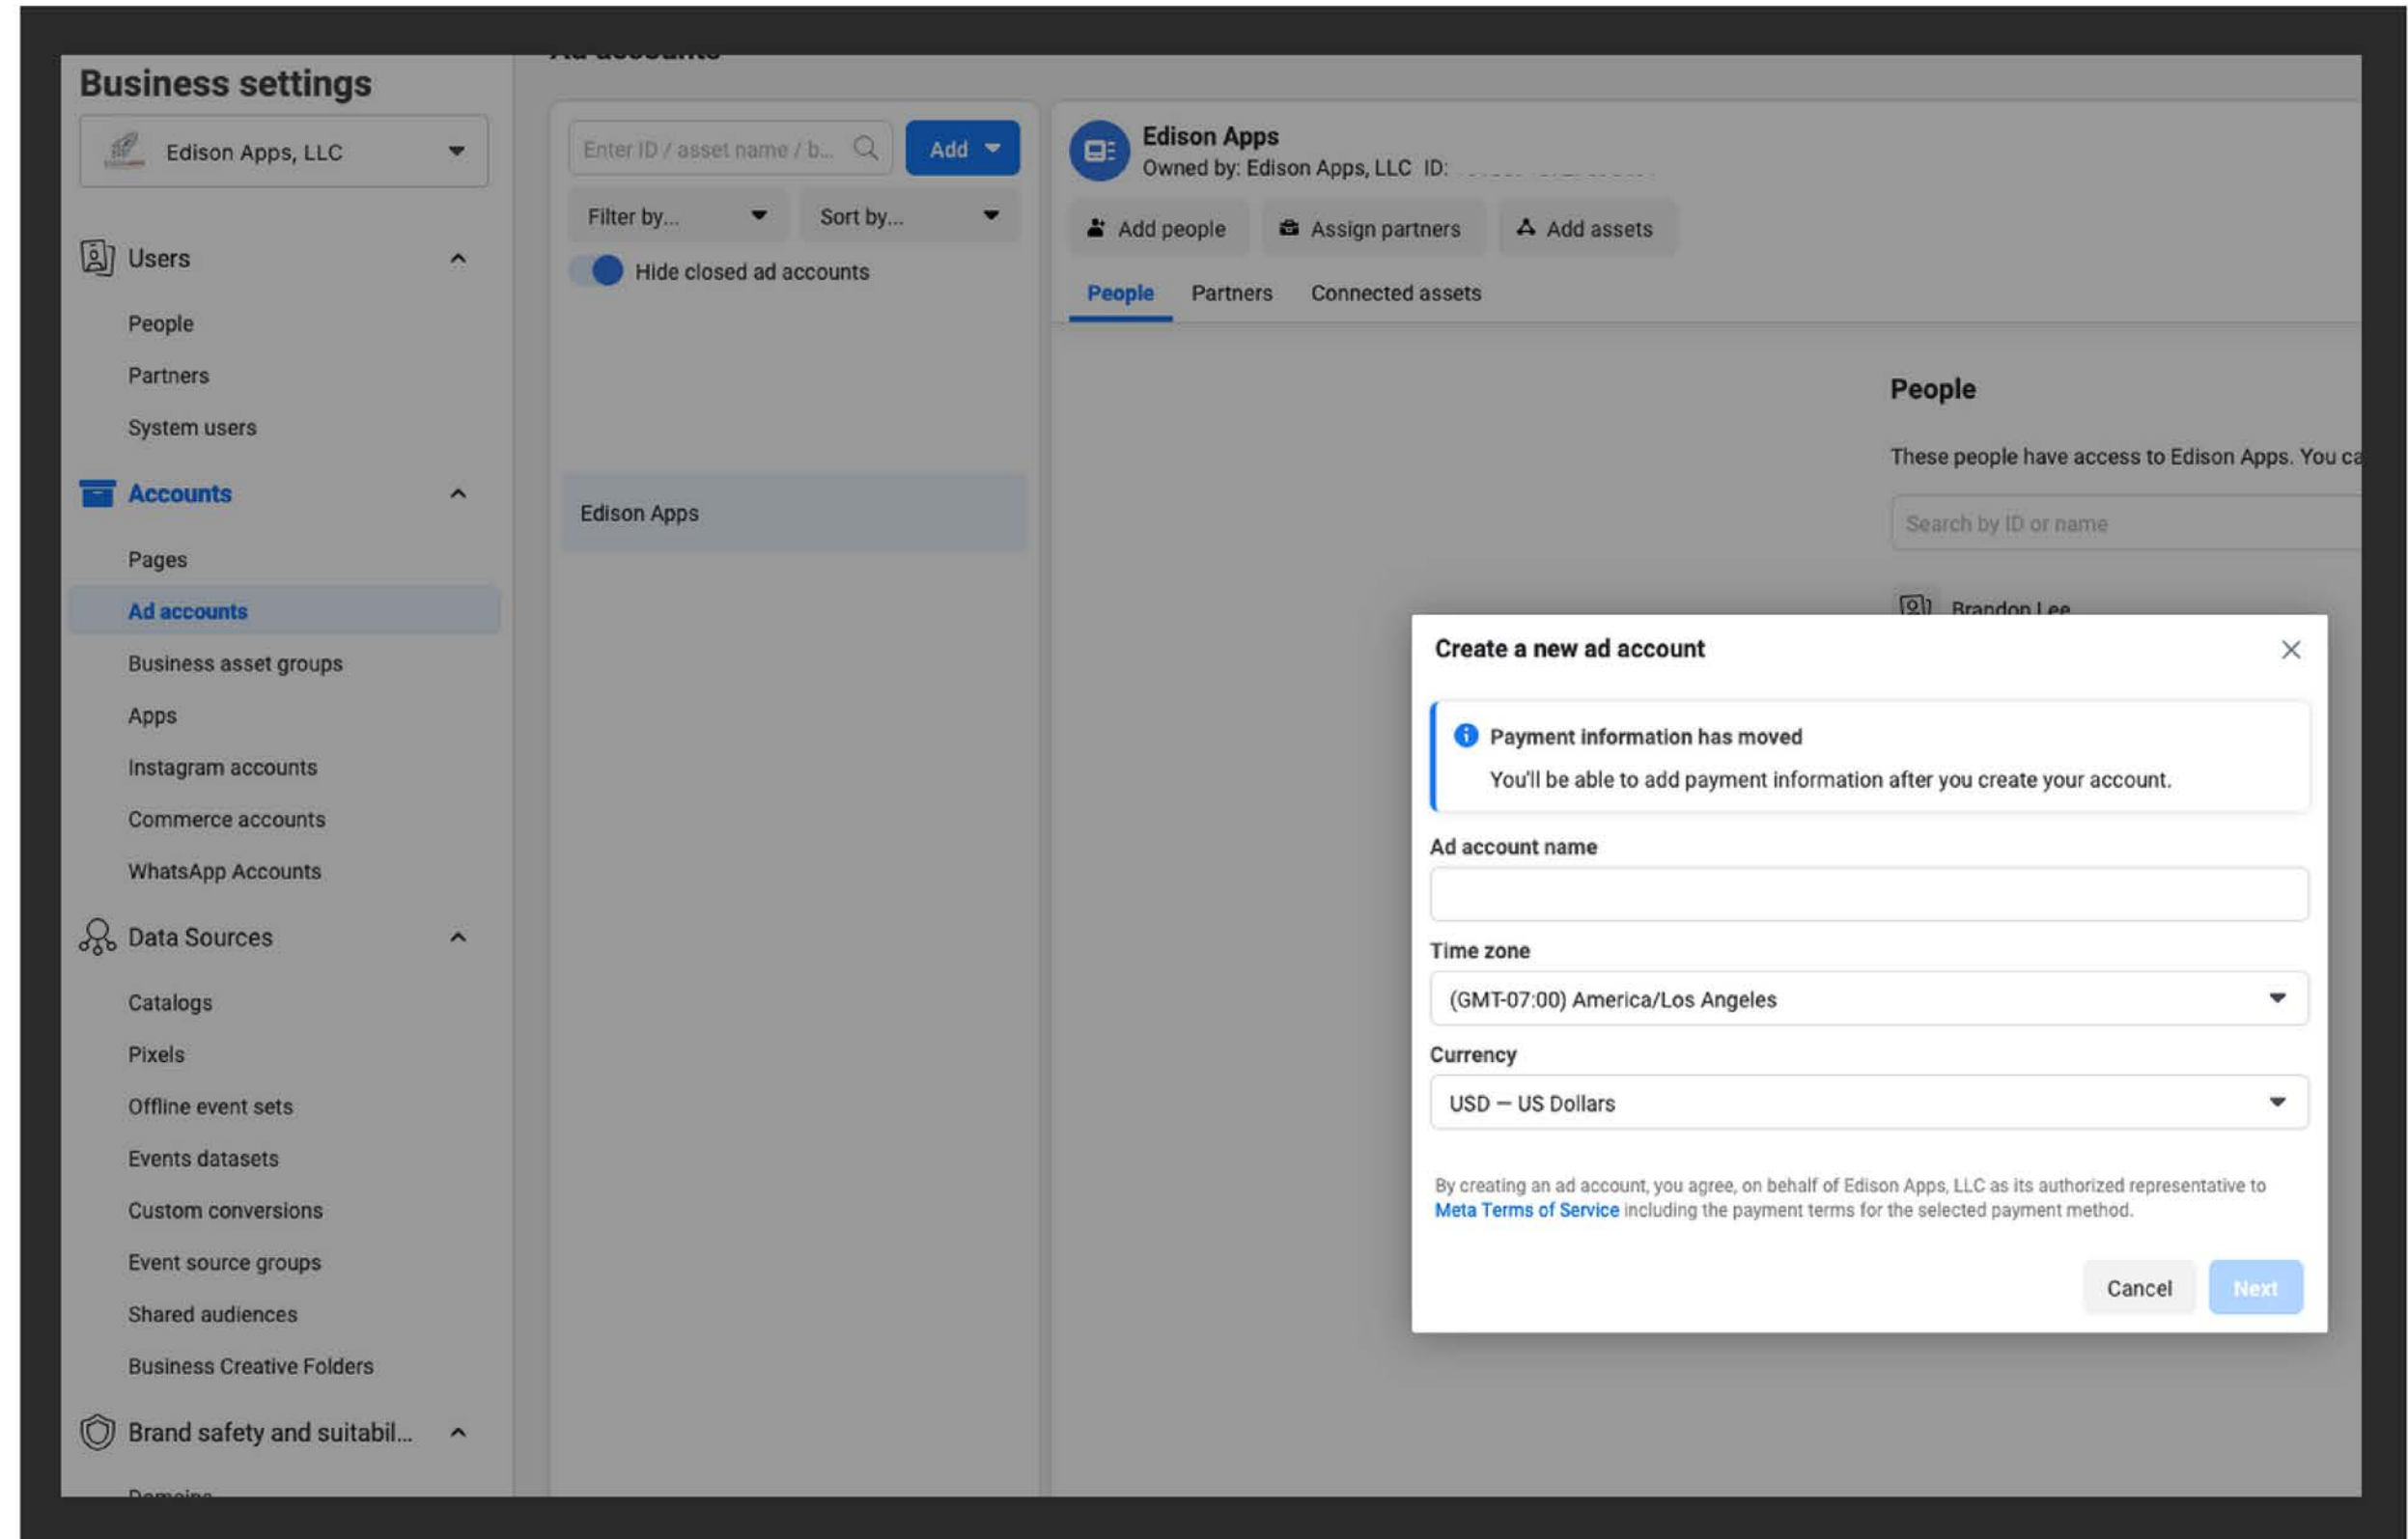 Ad accounts
Business settings
Edison Apps, LLC
Users
People
Partners
System users
Accounts
Pages
Ad accounts
Business asset groups
Apps
Instagram accounts
Commerce accounts
WhatsApp Accounts
Data Sources
Catalogs
Pixels
Offline event sets
Events datasets
Custom conversions
Event source groups
Shared audiences
Business Creative Folders
Brand safety and suitabil...
Domains
Enter ID / asset name / b...
Add
Filter by...
Sort by...
Hide closed ad accounts
Edison Apps
Edison Apps
Owned by: Edison Apps, LLC ID:
Add people
Assign partners
Add assets
People
Partners
Connected assets
People
These people have access to Edison Apps. You ca
Search by ID or name
Brandon Lee
Create a new ad account
Payment information has moved
You'll be able to add payment information after you create your account.
Ad account name
Time zone
(GMT-07:00) America/Los Angeles
Currency
USD — US Dollars
By creating an ad account, you agree, on behalf of Edison Apps, LLC as its authorized representative to
Meta Terms of Service including the payment terms for the selected payment method.
Cancel
Next